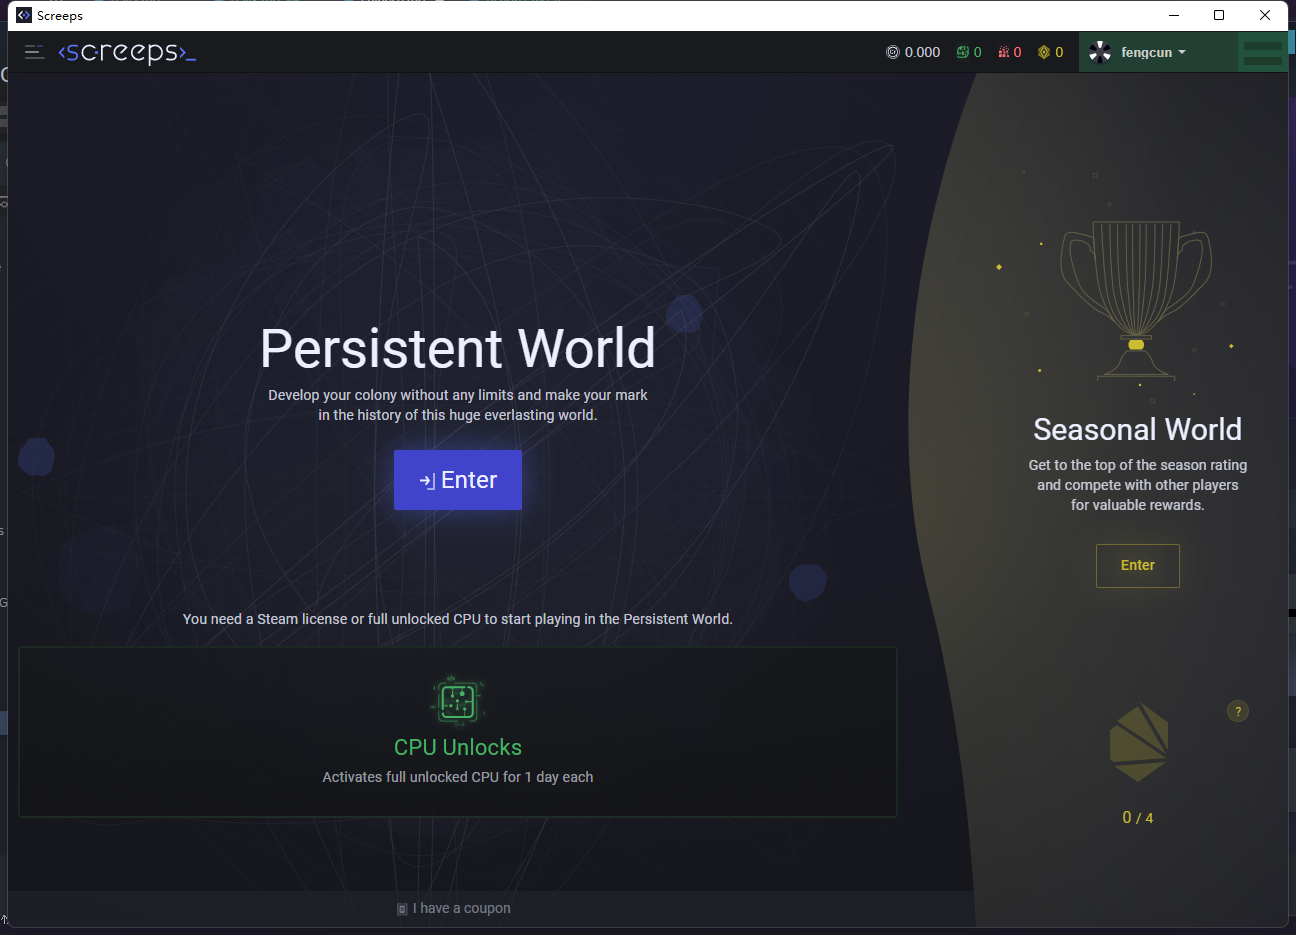 Screeps
<screeps>_
0.000
0
0
0
fengcun
Persistent World
Develop your colony without any limits and make your mark
in the history of this huge everlasting world.
Enter
You need a Steam license or full unlocked CPU to start playing in the Persistent World.
CPU Unlocks
Activates full unlocked CPU for 1 day each
I have a coupon
Seasonal World
Get to the top of the season rating
and compete with other players
for valuable rewards.
Enter
?
0 / 4